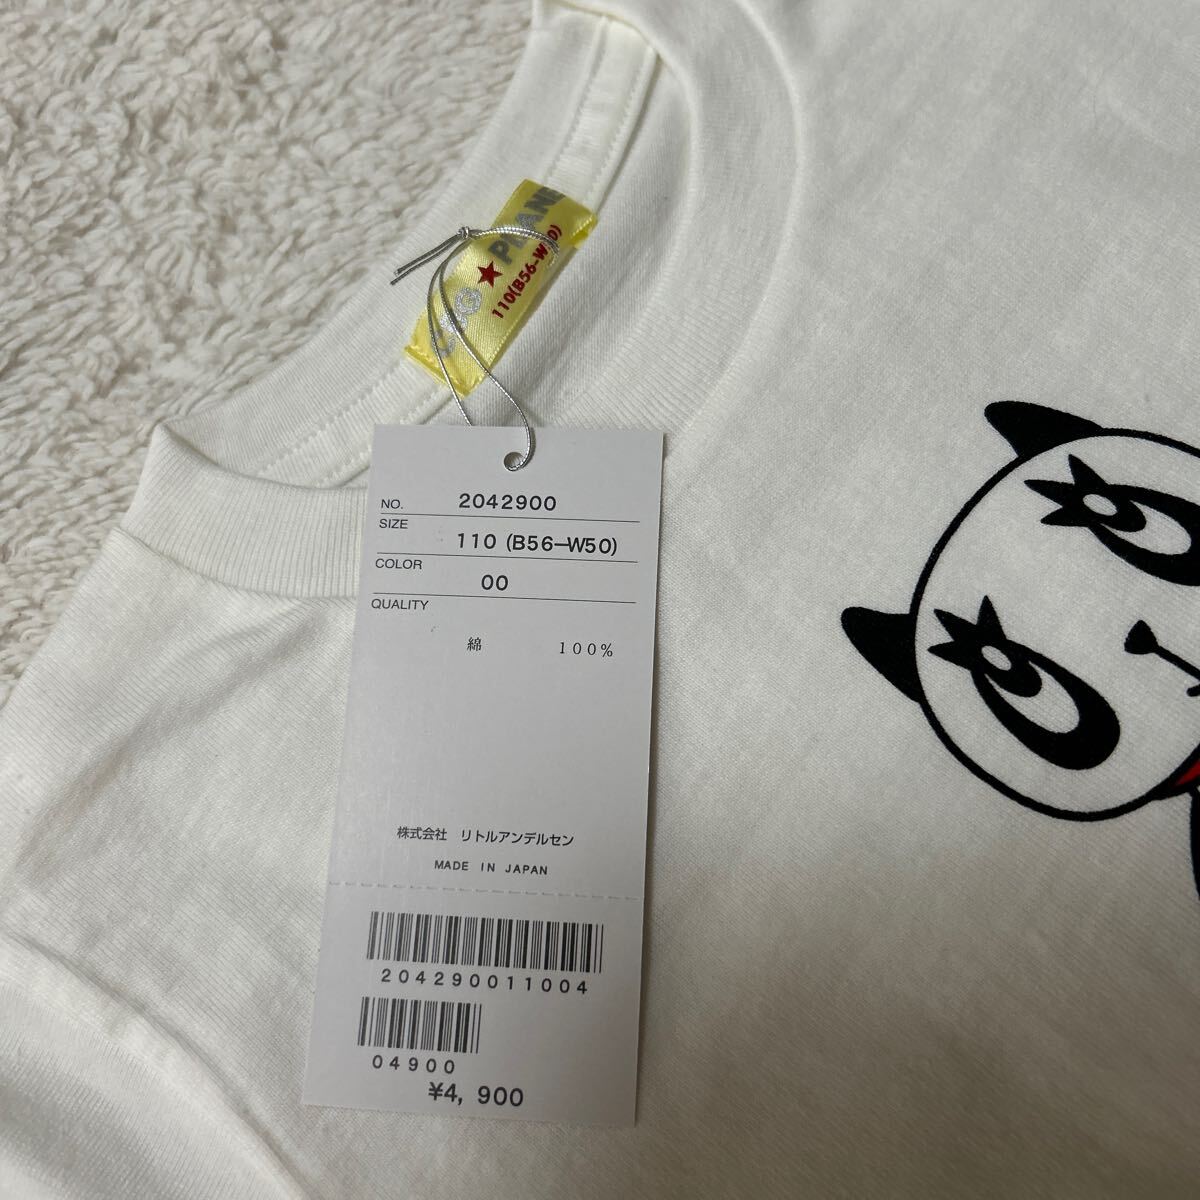 PLANE
110(B56-W50)
NO. 2042900
SIZE
110 (B56—W50)
COLOR
00
QUALITY
綿 100%
株式会社 リトルアンデルセン
MADE IN JAPAN
204290011004
04900
¥4, 900